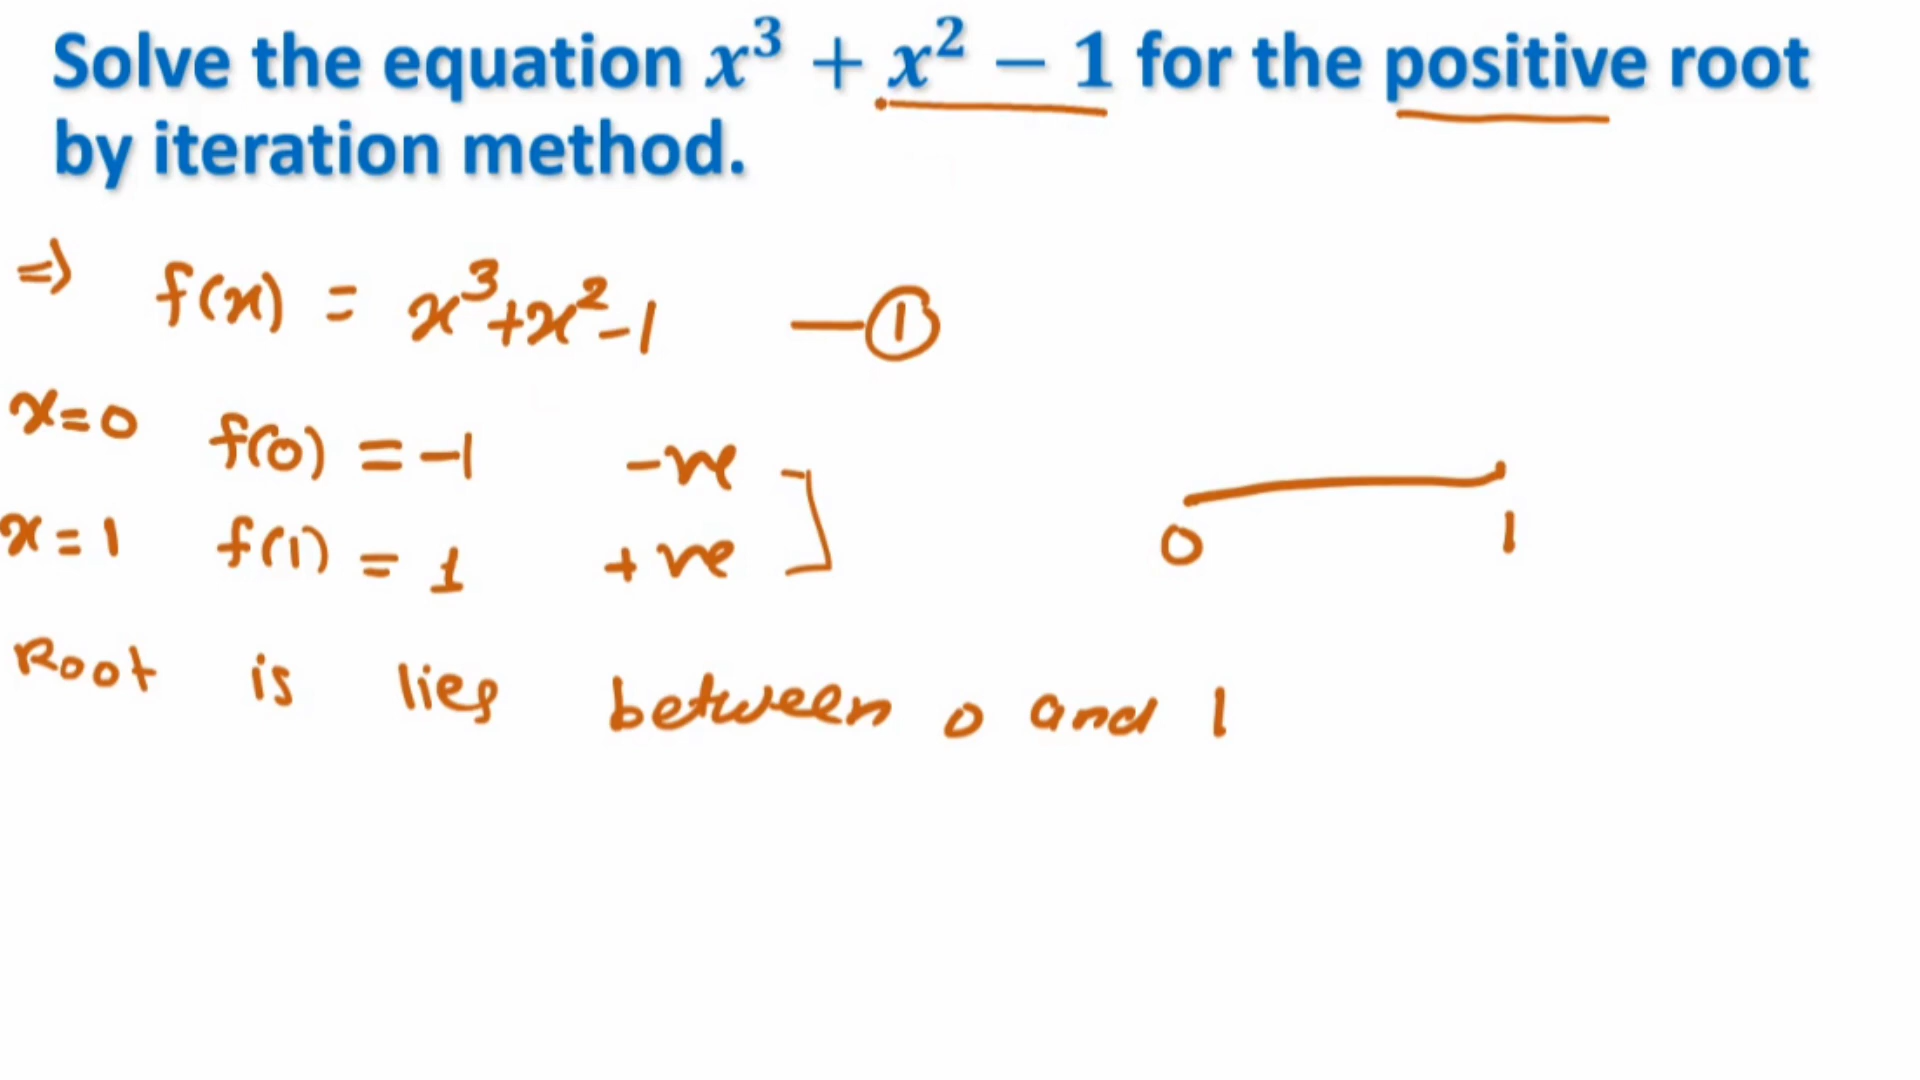 Solve the equation x³ + x² − 1 for the positive root
by iteration method.
⇒ f(x) = x³+x²-1 —①
x=0 f(0) = -1 -ve
x=1 f(1) = 1 +ve
0 1
Root is lies between 0 and 1